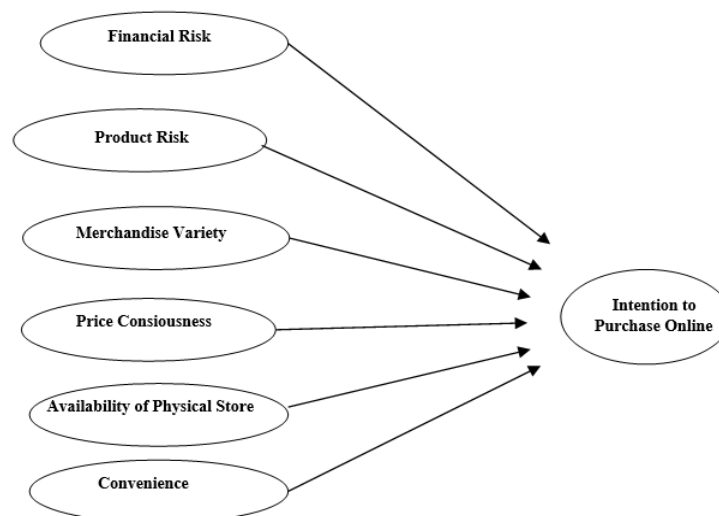 Financial Risk
Product Risk
Merchandise Variety
Price Consiousness
Availability of Physical Store
Convenience
Intention to
Purchase Online